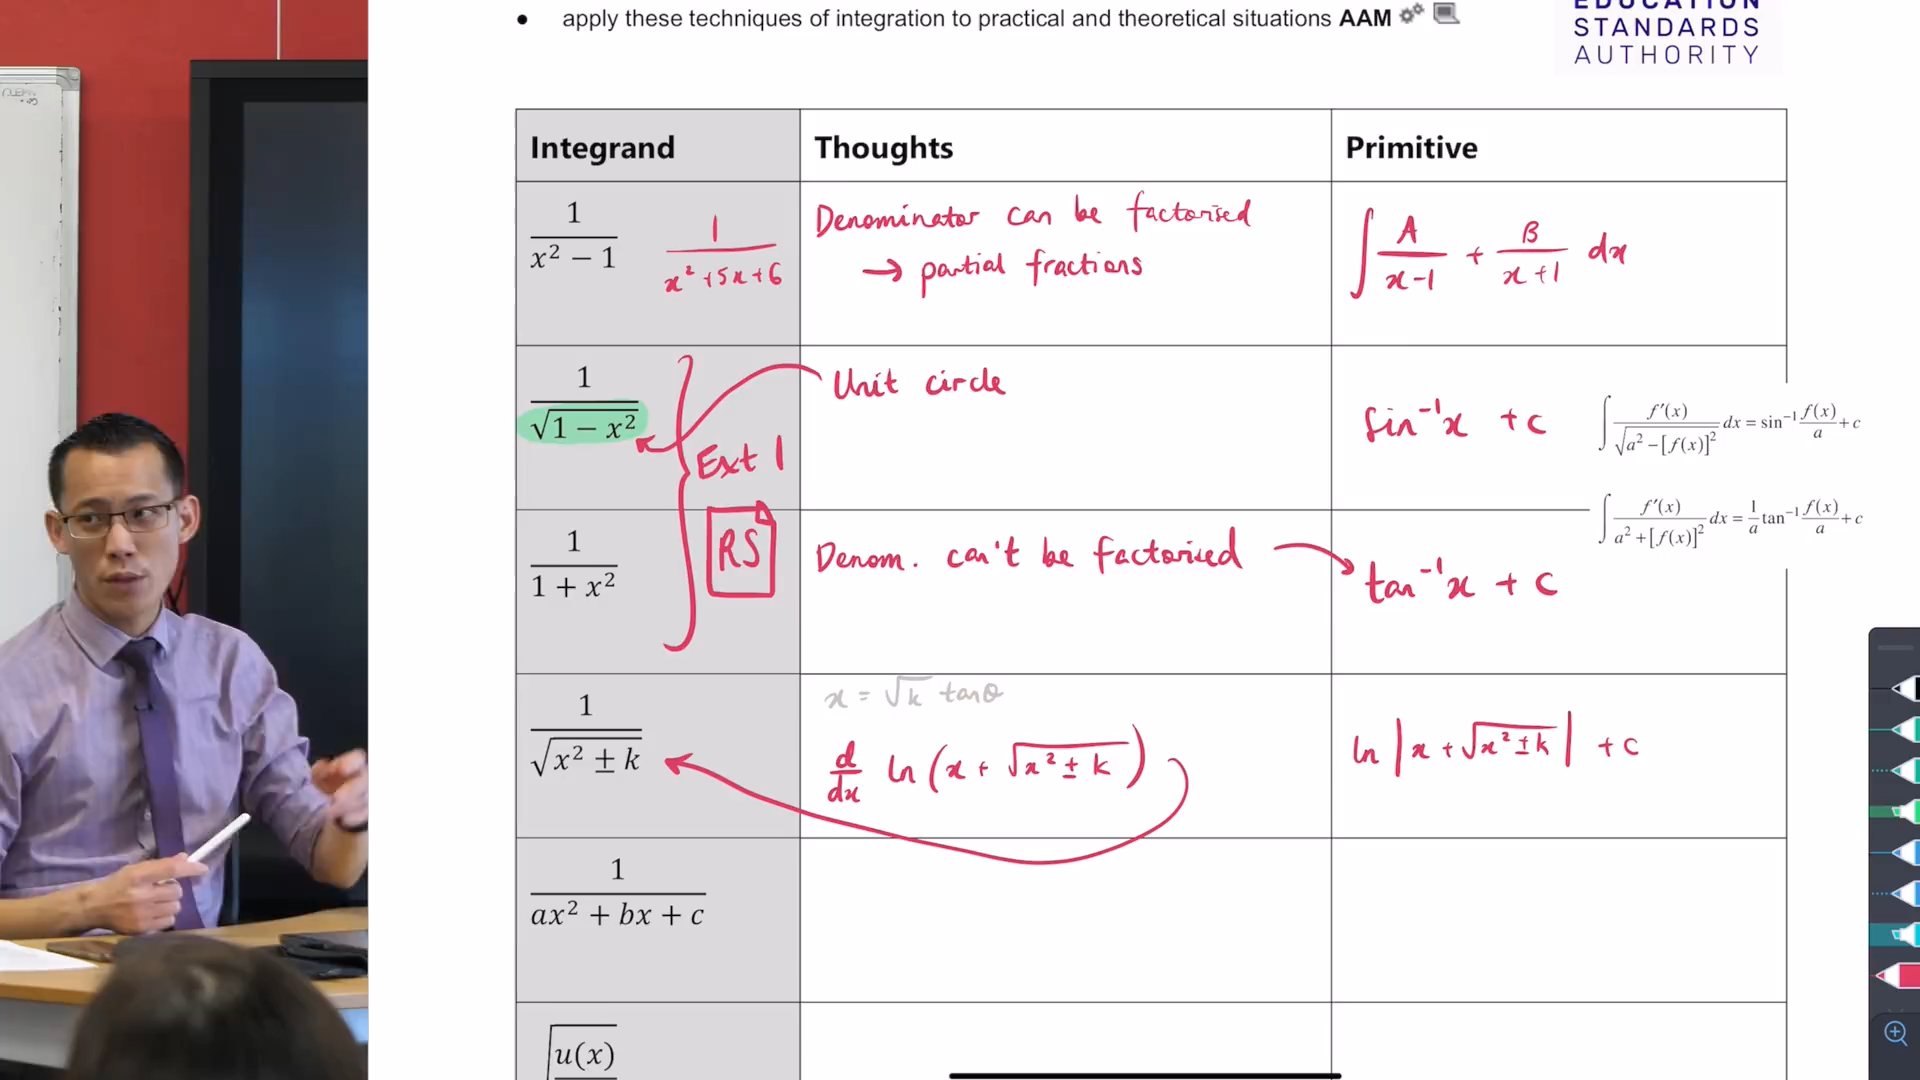 • apply these techniques of integration to practical and theoretical situations AAM
EDUCATION
STANDARDS
AUTHORITY
Integrand Thoughts Primitive
1/(x² − 1) 1/(x² + 5x + 6)
Denominator can be factorised
→ partial fractions
∫ A/(x−1) + B/(x+1) dx
1/√(1 − x²)
Ext 1
RS
Unit circle
sin⁻¹x + c
∫ f′(x)/√(a² − [f(x)]²) dx = sin⁻¹ f(x)/a + c
∫ f′(x)/(a² + [f(x)]²) dx = 1/a tan⁻¹ f(x)/a + c
1/(1 + x²)
Denom. can't be factorised
tan⁻¹x + c
1/√(x² ± k)
x = √k tanθ
d/dx ln(x + √(x² ± k))
ln|x + √(x² ± k)| + c
1/(ax² + bx + c)
u(x)